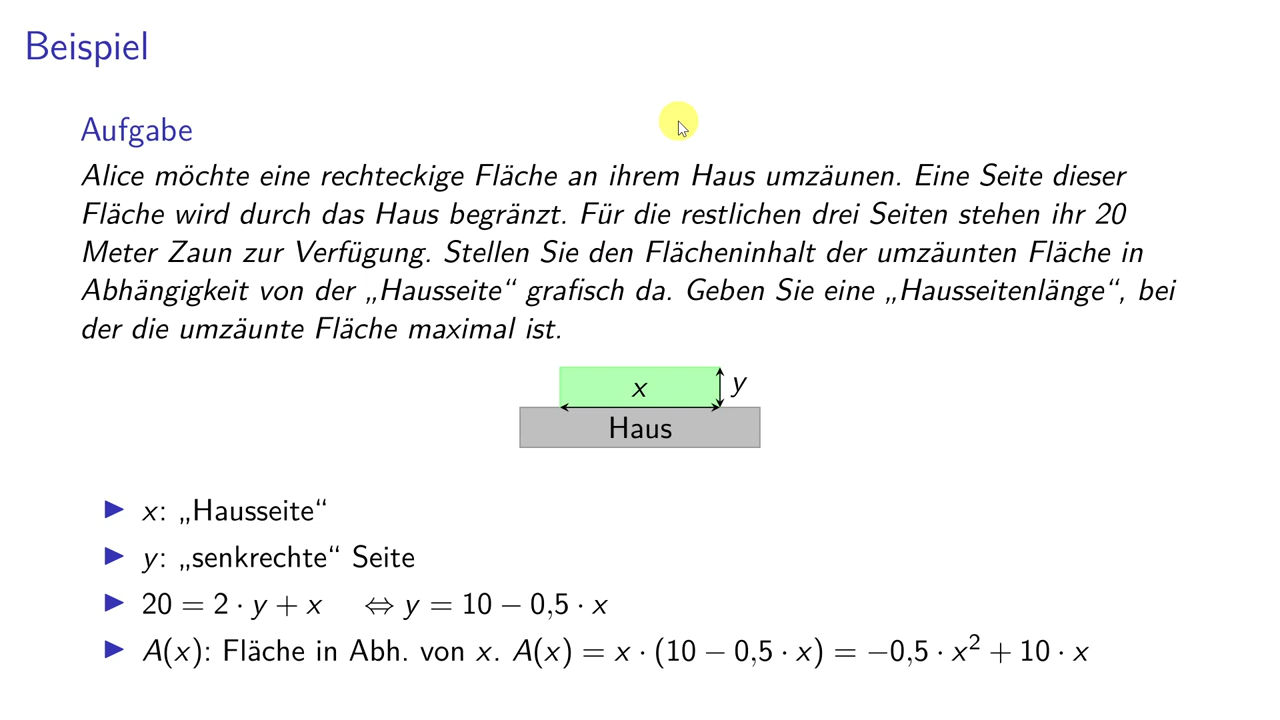 Beispiel
Aufgabe
Alice möchte eine rechteckige Fläche an ihrem Haus umzäunen. Eine Seite dieser
Fläche wird durch das Haus begränzt. Für die restlichen drei Seiten stehen ihr 20
Meter Zaun zur Verfügung. Stellen Sie den Flächeninhalt der umzäunten Fläche in
Abhängigkeit von der „Hausseite“ grafisch da. Geben Sie eine „Hausseitenlänge“, bei
der die umzäunte Fläche maximal ist.
x y
Haus
x: „Hausseite“
y: „senkrechte“ Seite
20 = 2 · y + x ⇔ y = 10 − 0,5 · x
A(x): Fläche in Abh. von x. A(x) = x · (10 − 0,5 · x) = −0,5 · x² + 10 · x